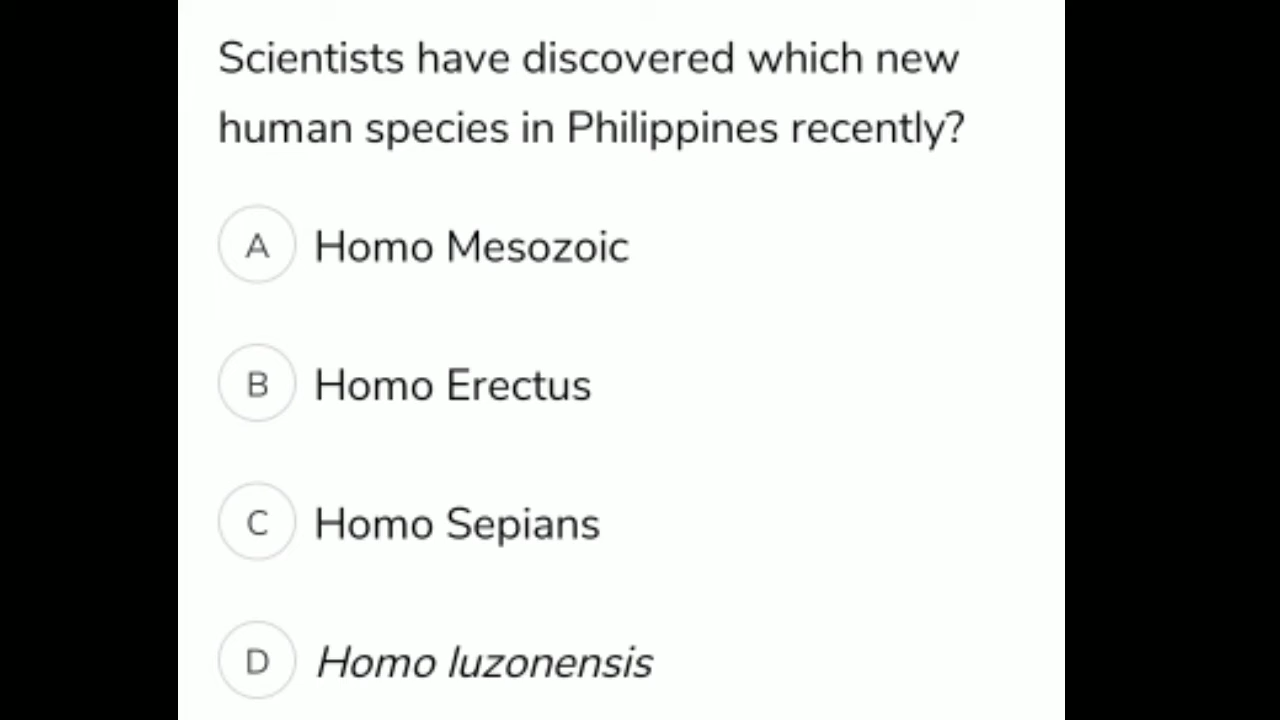 Scientists have discovered which new
human species in Philippines recently?
A Homo Mesozoic
B Homo Erectus
C Homo Sepians
D Homo luzonensis